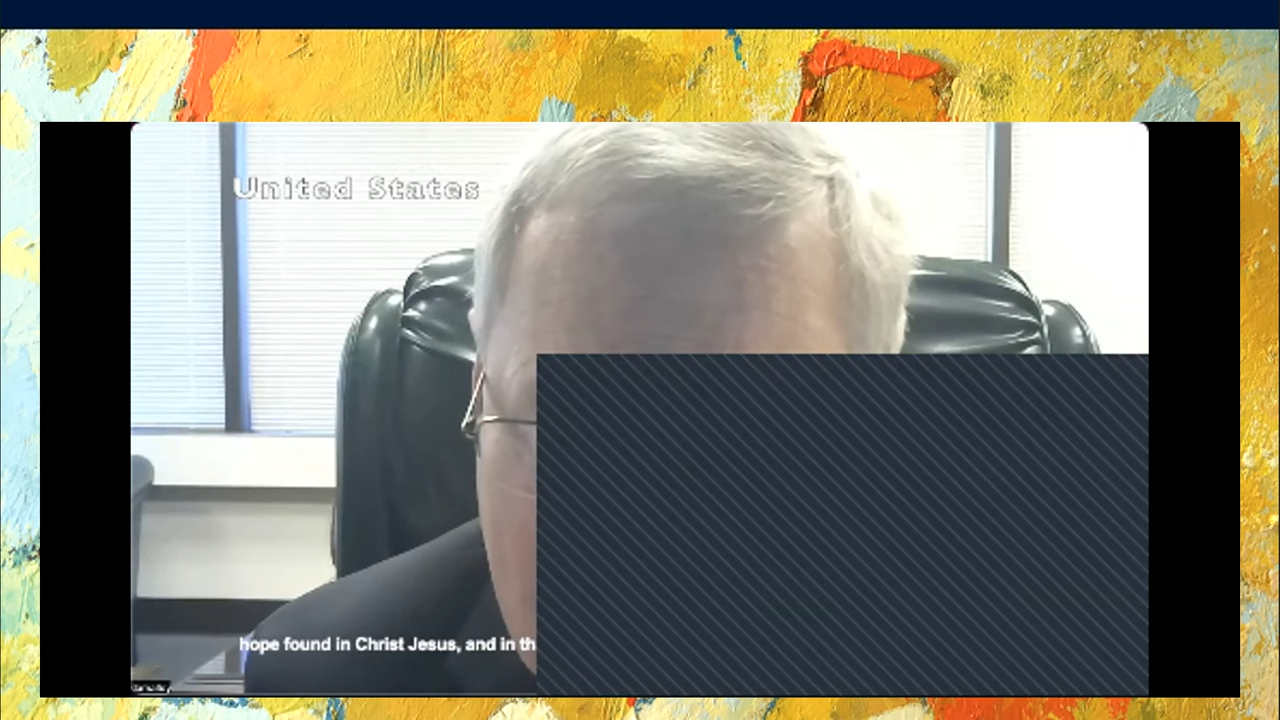 United States
hope found in Christ Jesus, and in th